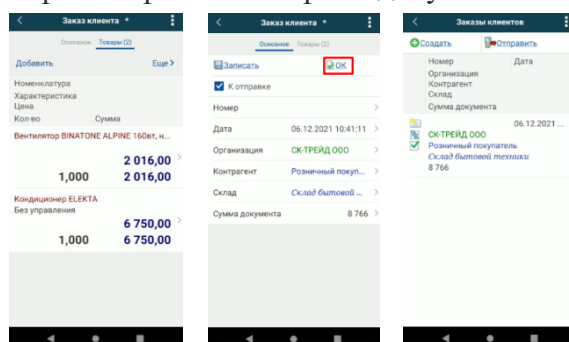 Заказ клиента *
Основное Товары (2)
Добавить Еще >
Номенклатура
Характеристика
Цена
Кол-во Сумма
Вентилятор BINATONE ALPINE 160вт, н...
2 016,00
1,000 2 016,00
Кондиционер ELEKTA
Без управления
6 750,00
1,000 6 750,00
Заказ клиента *
Основное Товары (2)
Записать OK
К отправке
Номер
Дата 06.12.2021 10:41:11
Организация СК-ТРЕЙД ООО
Контрагент Розничный покуп...
Склад Склад бытовой ...
Сумма документа 8 766
Заказы клиентов
Создать Отправить
Номер Дата
Организация
Контрагент
Склад
Сумма документа
06.12.2021 ...
СК-ТРЕЙД ООО
Розничный покупатель
Склад бытовой техники
8 766